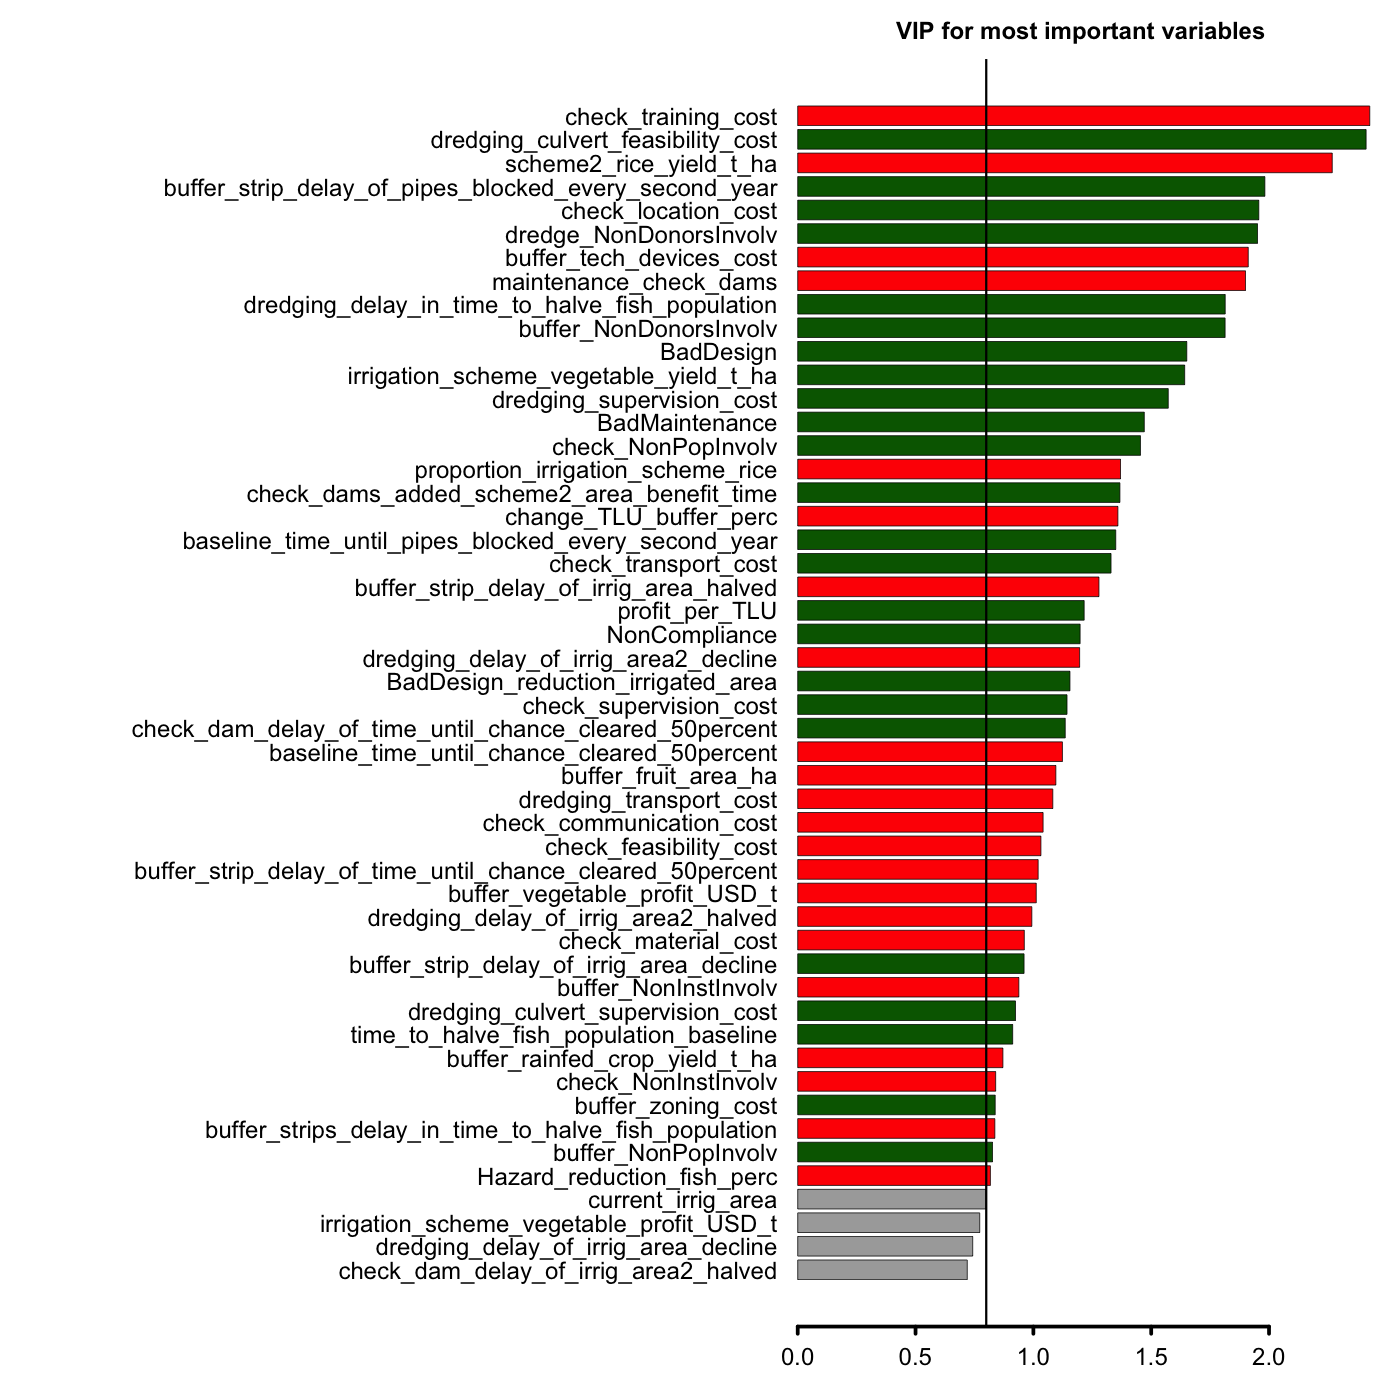 VIP for most important variables
check_training_cost
dredging_culvert_feasibility_cost
scheme2_rice_yield_t_ha
buffer_strip_delay_of_pipes_blocked_every_second_year
check_location_cost
dredge_NonDonorsInvolv
buffer_tech_devices_cost
maintenance_check_dams
dredging_delay_in_time_to_halve_fish_population
buffer_NonDonorsInvolv
BadDesign
irrigation_scheme_vegetable_yield_t_ha
dredging_supervision_cost
BadMaintenance
check_NonPopInvolv
proportion_irrigation_scheme_rice
check_dams_added_scheme2_area_benefit_time
change_TLU_buffer_perc
baseline_time_until_pipes_blocked_every_second_year
check_transport_cost
buffer_strip_delay_of_irrig_area_halved
profit_per_TLU
NonCompliance
dredging_delay_of_irrig_area2_decline
BadDesign_reduction_irrigated_area
check_supervision_cost
check_dam_delay_of_time_until_chance_cleared_50percent
baseline_time_until_chance_cleared_50percent
buffer_fruit_area_ha
dredging_transport_cost
check_communication_cost
check_feasibility_cost
buffer_strip_delay_of_time_until_chance_cleared_50percent
buffer_vegetable_profit_USD_t
dredging_delay_of_irrig_area2_halved
check_material_cost
buffer_strip_delay_of_irrig_area_decline
buffer_NonInstInvolv
dredging_culvert_supervision_cost
time_to_halve_fish_population_baseline
buffer_rainfed_crop_yield_t_ha
check_NonInstInvolv
buffer_zoning_cost
buffer_strips_delay_in_time_to_halve_fish_population
buffer_NonPopInvolv
Hazard_reduction_fish_perc
current_irrig_area
irrigation_scheme_vegetable_profit_USD_t
dredging_delay_of_irrig_area_decline
check_dam_delay_of_irrig_area2_halved
0.0 0.5 1.0 1.5 2.0